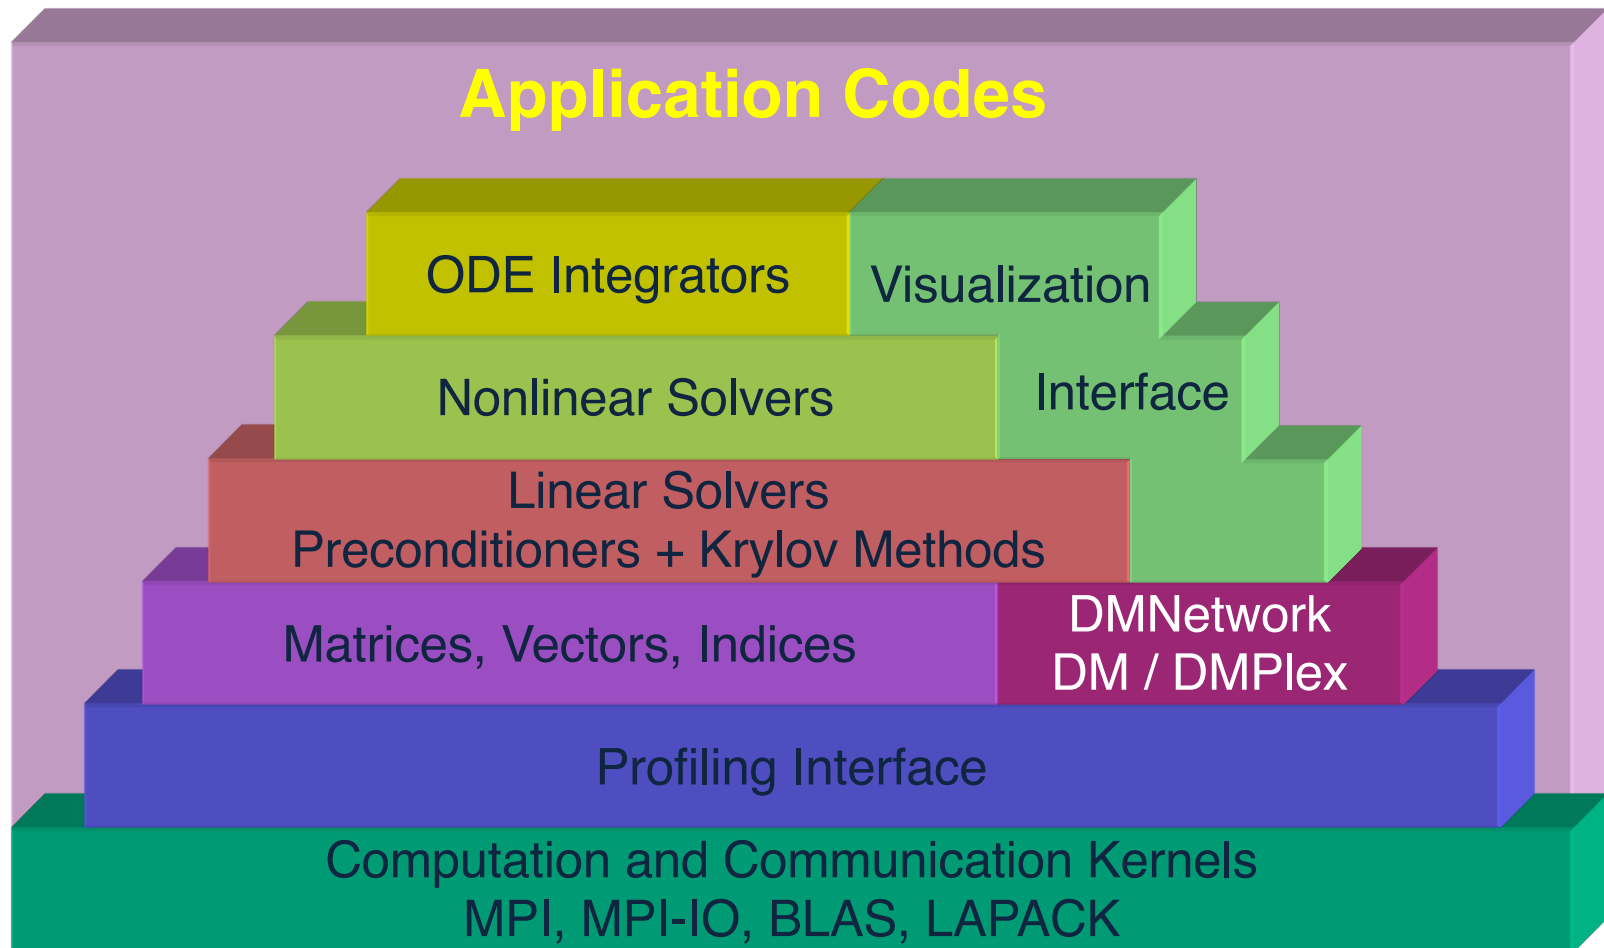 Application Codes
ODE Integrators
Visualization
Interface
Nonlinear Solvers
Linear Solvers
Preconditioners + Krylov Methods
Matrices, Vectors, Indices
DMNetwork
DM / DMPlex
Profiling Interface
Computation and Communication Kernels
MPI, MPI-IO, BLAS, LAPACK